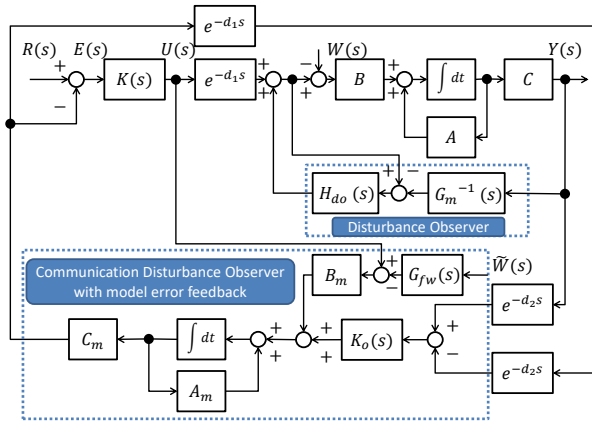 e^{-d_1 s}
R(s) E(s) U(s) W(s) Y(s)
+ − + + − + + +
K(s) e^{-d_1 s} B ∫ dt C
− + + +
A
+ −
H_{do}(s) G_m^{-1}(s)
Disturbance Observer
Communication Disturbance Observer
with model error feedback
B_m + − G_{fw}(s) W̃(s)
e^{-d_2 s}
C_m ∫ dt + + + + K_o(s) + −
A_m
e^{-d_2 s}